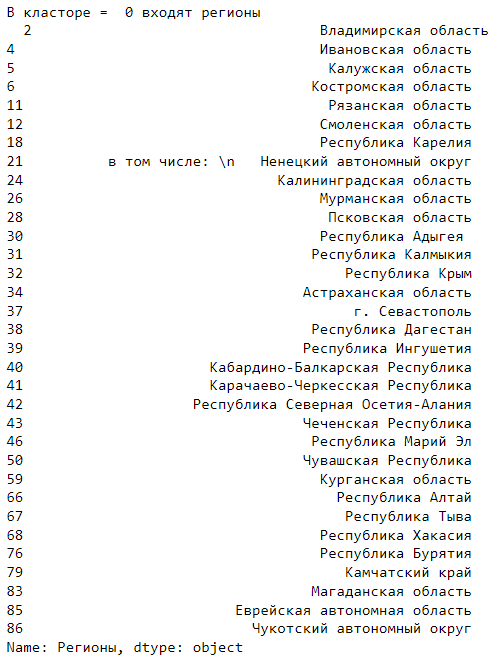 В класторе =  0 входят регионы
2 Владимирская область
4 Ивановская область
5 Калужская область
6 Костромская область
11 Рязанская область
12 Смоленская область
18 Республика Карелия
21 в том числе: \n Ненецкий автономный округ
24 Калининградская область
26 Мурманская область
28 Псковская область
30 Республика Адыгея
31 Республика Калмыкия
32 Республика Крым
34 Астраханская область
37 г. Севастополь
38 Республика Дагестан
39 Республика Ингушетия
40 Кабардино-Балкарская Республика
41 Карачаево-Черкесская Республика
42 Республика Северная Осетия-Алания
43 Чеченская Республика
46 Республика Марий Эл
50 Чувашская Республика
59 Курганская область
66 Республика Алтай
67 Республика Тыва
68 Республика Хакасия
76 Республика Бурятия
79 Камчатский край
83 Магаданская область
85 Еврейская автономная область
86 Чукотский автономный округ
Name: Регионы, dtype: object